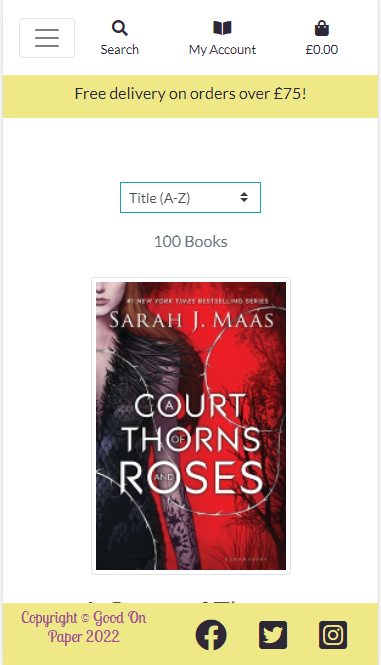 Search
My Account
£0.00
Free delivery on orders over £75!
Title (A-Z)
100 Books
#1 NEW YORK TIMES BESTSELLING SERIES
SARAH J. MAAS
A COURT
OF
THORNS
AND
ROSES
BLOOMSBURY
Copyright © Good On
Paper 2022